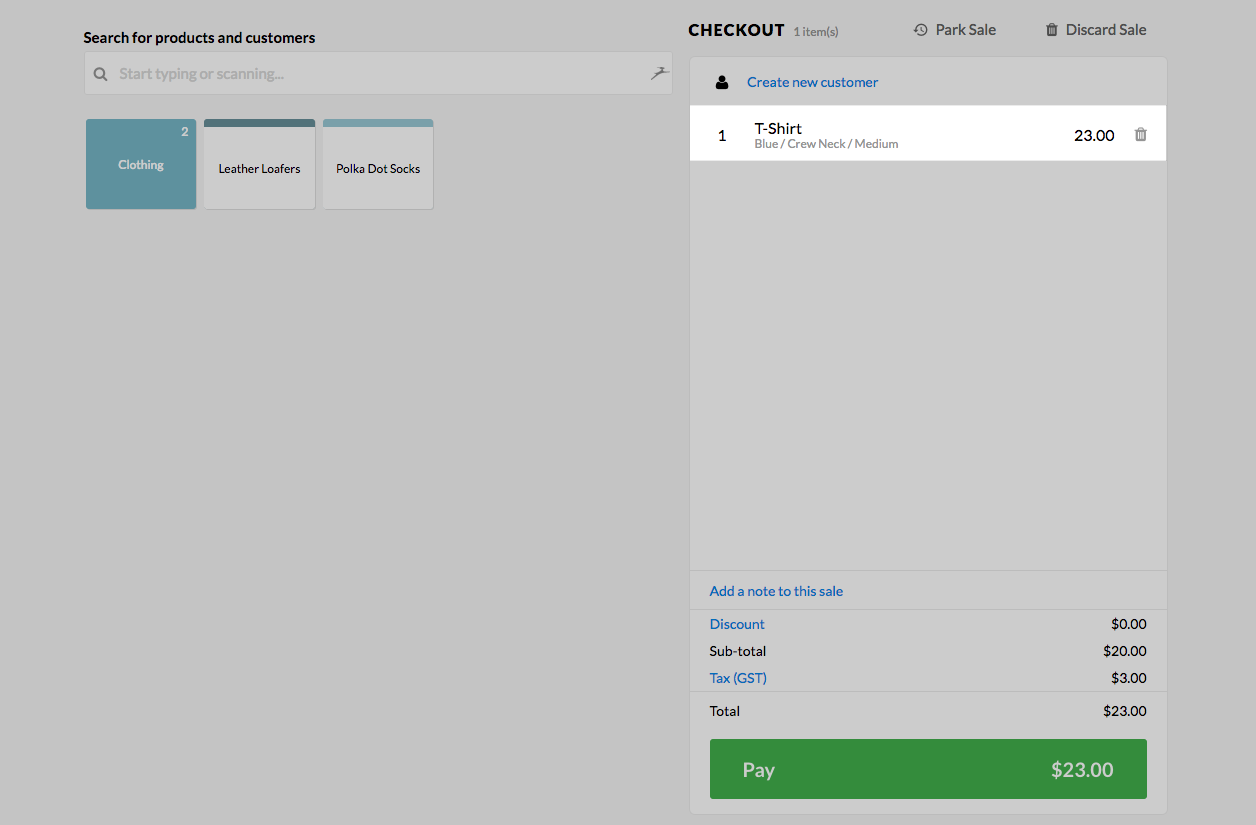 Search for products and customers
Start typing or scanning...
2
Clothing
Leather Loafers
Polka Dot Socks
CHECKOUT 1 item(s)
Park Sale
Discard Sale
Create new customer
1 T-Shirt 23.00
Blue / Crew Neck / Medium
Add a note to this sale
Discount $0.00
Sub-total $20.00
Tax (GST) $3.00
Total $23.00
Pay $23.00